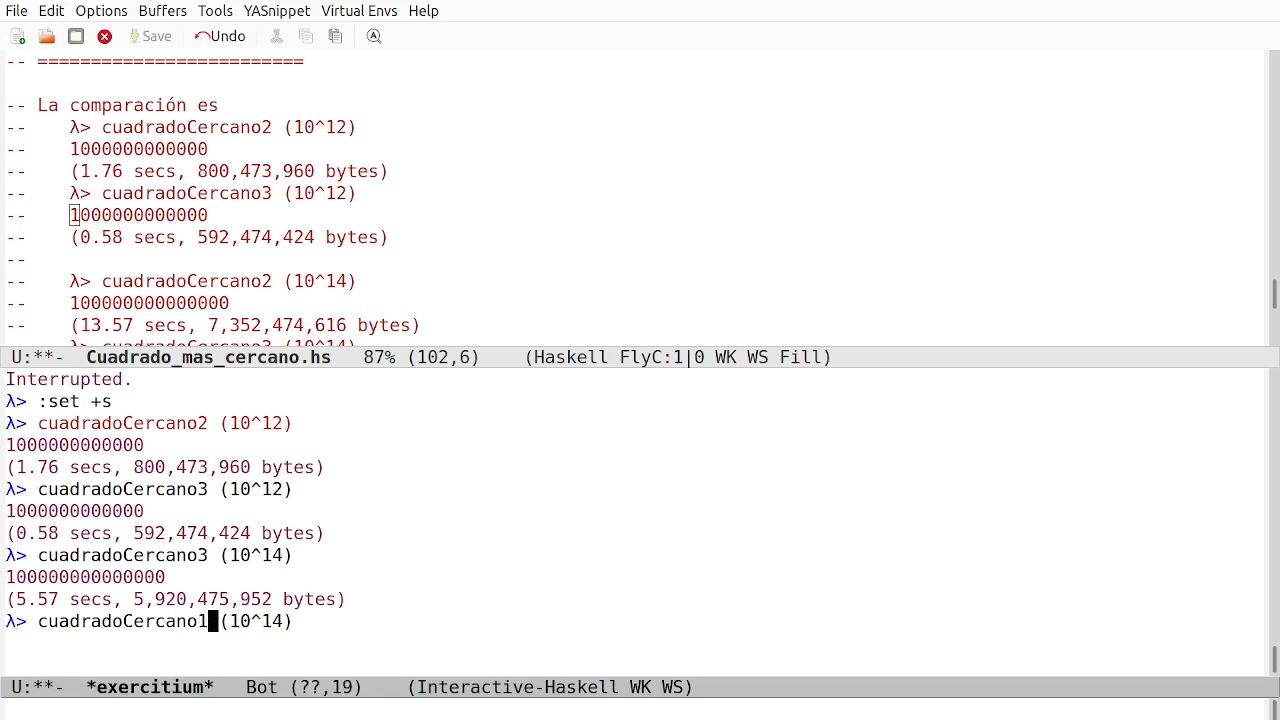 File Edit Options Buffers Tools YASnippet Virtual Envs Help
Save Undo
-- =========================
-- La comparación es
--    λ> cuadradoCercano2 (10^12)
--    1000000000000
--    (1.76 secs, 800,473,960 bytes)
--    λ> cuadradoCercano3 (10^12)
--    1000000000000
--    (0.58 secs, 592,474,424 bytes)
--
--    λ> cuadradoCercano2 (10^14)
--    100000000000000
--    (13.57 secs, 7,352,474,616 bytes)
--    λ> cuadradoCercano3 (10^14)
U:**-  Cuadrado_mas_cercano.hs   87% (102,6)    (Haskell FlyC:1|0 WK WS Fill)
Interrupted.
λ> :set +s
λ> cuadradoCercano2 (10^12)
1000000000000
(1.76 secs, 800,473,960 bytes)
λ> cuadradoCercano3 (10^12)
1000000000000
(0.58 secs, 592,474,424 bytes)
λ> cuadradoCercano3 (10^14)
100000000000000
(5.57 secs, 5,920,475,952 bytes)
λ> cuadradoCercano1 (10^14)
U:**-  *exercitium*   Bot (??,19)    (Interactive-Haskell WK WS)